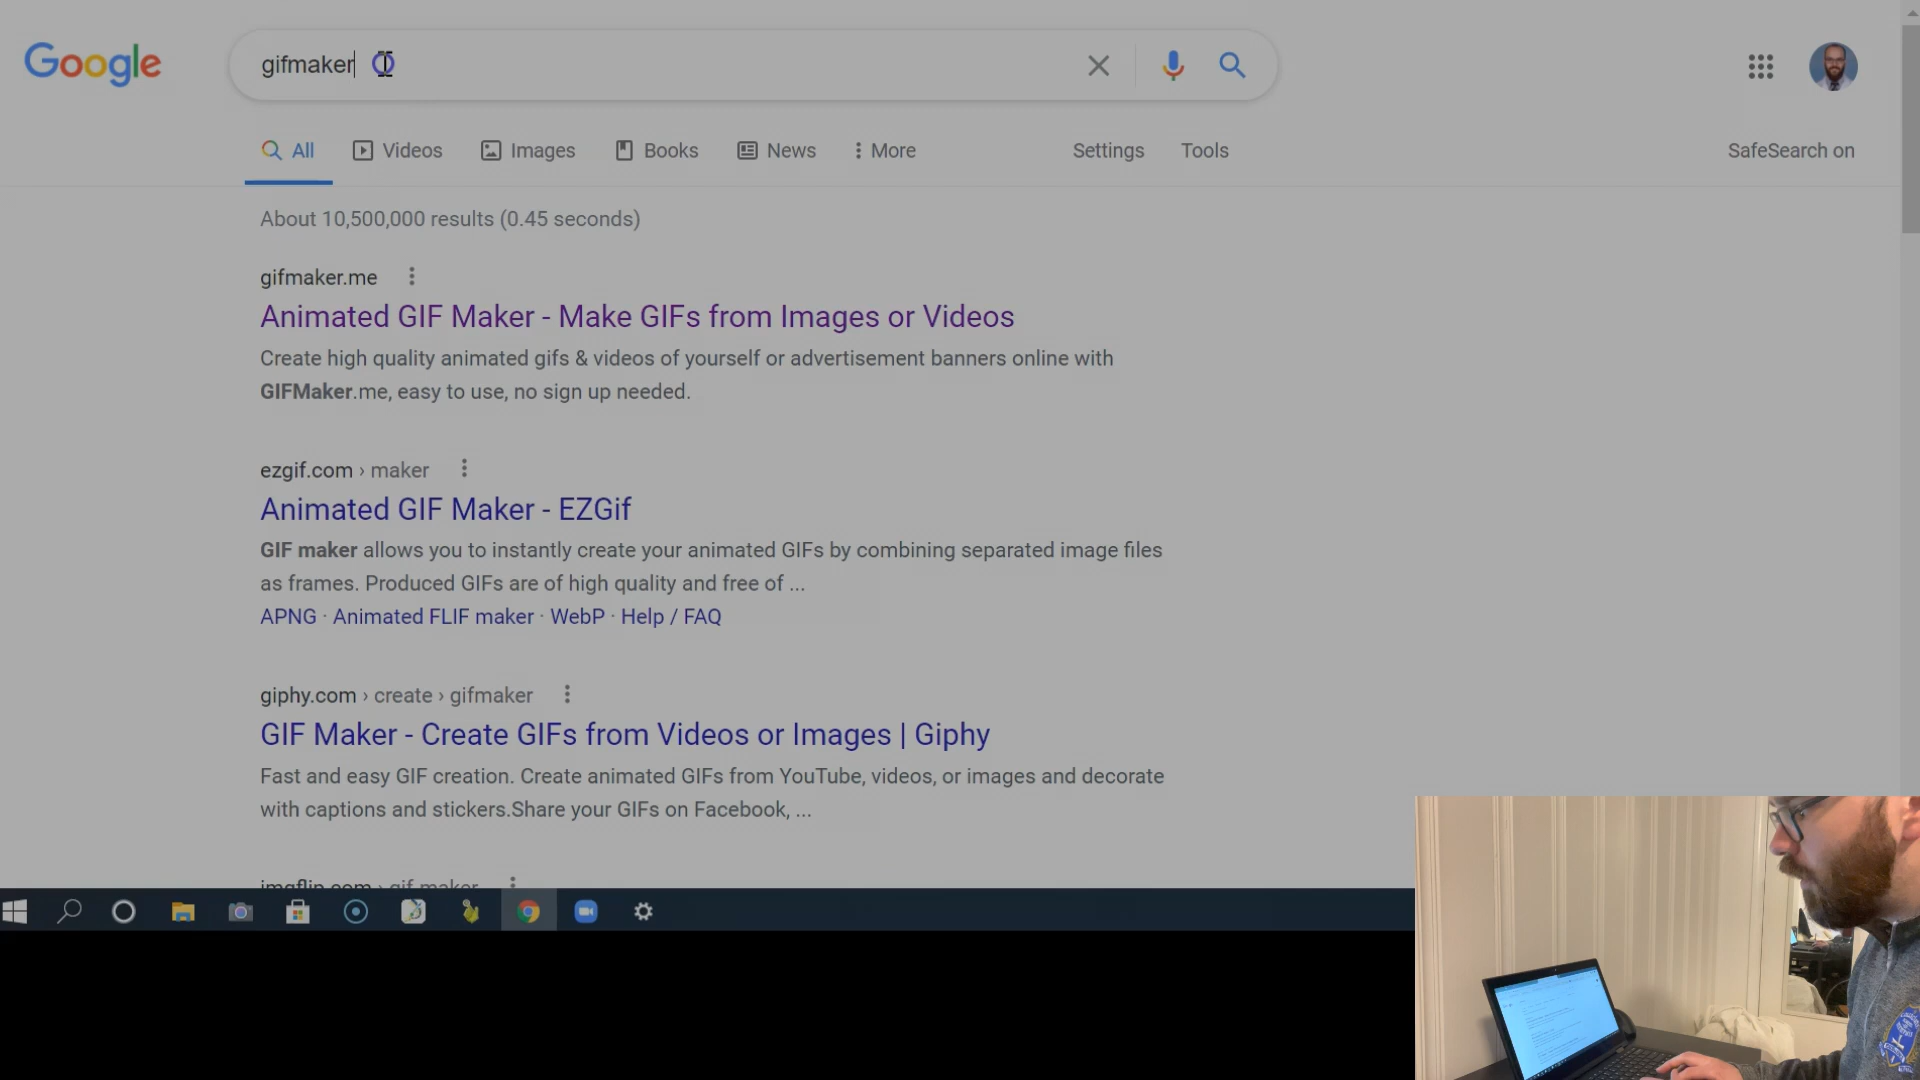 Google
gifmaker
All Videos Images Books News More Settings Tools SafeSearch on
About 10,500,000 results (0.45 seconds)
gifmaker.me
Animated GIF Maker - Make GIFs from Images or Videos
Create high quality animated gifs & videos of yourself or advertisement banners online with
GIFMaker.me, easy to use, no sign up needed.
ezgif.com › maker
Animated GIF Maker - EZGif
GIF maker allows you to instantly create your animated GIFs by combining separated image files
as frames. Produced GIFs are of high quality and free of ...
APNG · Animated FLIF maker · WebP · Help / FAQ
giphy.com › create › gifmaker
GIF Maker - Create GIFs from Videos or Images | Giphy
Fast and easy GIF creation. Create animated GIFs from YouTube, videos, or images and decorate
with captions and stickers.Share your GIFs on Facebook, ...
imgflip.com › gif-maker